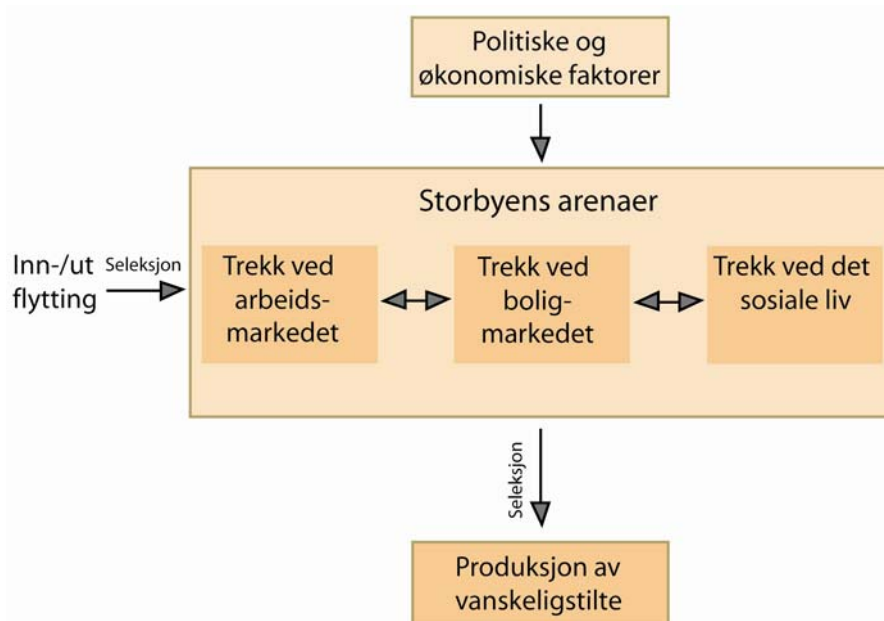 Politiske og
økonomiske faktorer
Storbyens arenaer
Inn-/ut
flytting
Seleksjon
Trekk ved
arbeids-
markedet
Trekk ved
bolig-
markedet
Trekk ved det
sosiale liv
Seleksjon
Produksjon av
vanskeligstilte